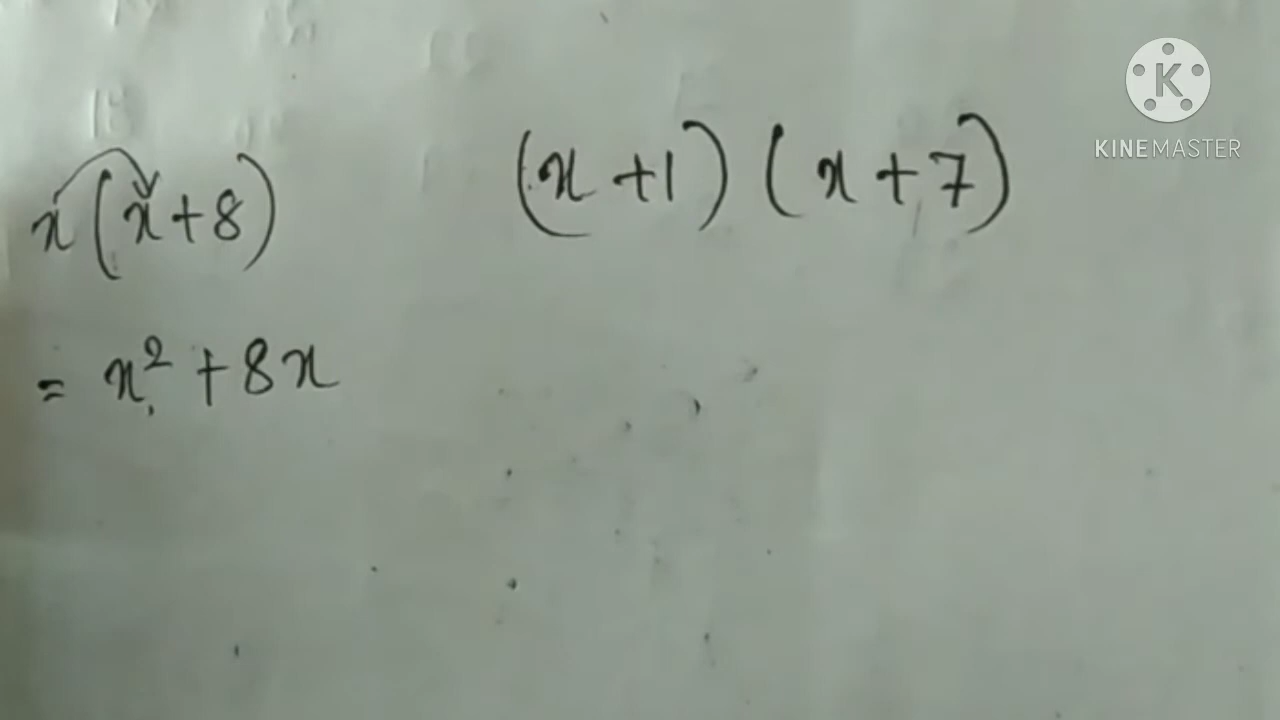 x(x+8)
= x² + 8x
(x+1)(x+7)
K
KINEMASTER